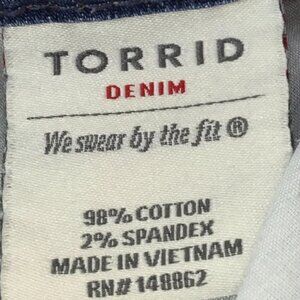 TORRID
DENIM
We swear by the fit ®
98% COTTON
2% SPANDEX
MADE IN VIETNAM
RN# 148862